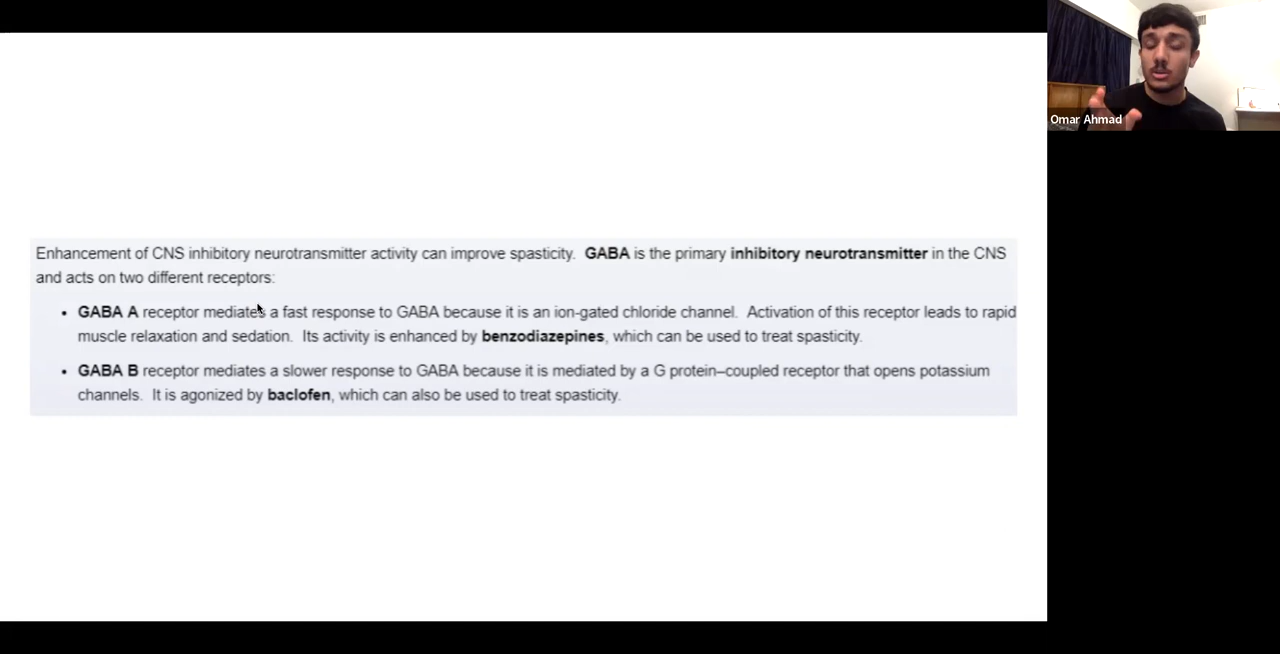 Enhancement of CNS inhibitory neurotransmitter activity can improve spasticity. GABA is the primary inhibitory neurotransmitter in the CNS
and acts on two different receptors:
• GABA A receptor mediates a fast response to GABA because it is an ion-gated chloride channel. Activation of this receptor leads to rapid
muscle relaxation and sedation. Its activity is enhanced by benzodiazepines, which can be used to treat spasticity.
• GABA B receptor mediates a slower response to GABA because it is mediated by a G protein–coupled receptor that opens potassium
channels. It is agonized by baclofen, which can also be used to treat spasticity.
Omar Ahmad